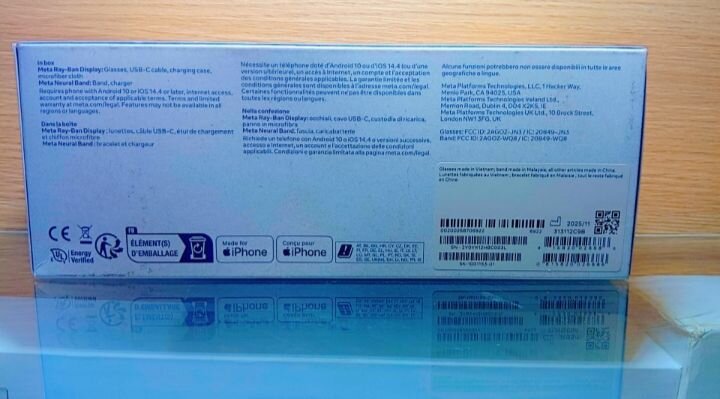 In box
Meta Ray-Ban Display: Glasses, USB-C cable, charging case,
microfiber cloth
Meta Neural Band: Band, charger
Requires phone with Android 10 or iOS 14.4 or later, internet access,
account and acceptance of applicable terms. Terms and limited
warranty at meta.com/legal. Features may not be available in all
regions or languages.
Dans la boîte
Meta Ray-Ban Display : lunettes, câble USB-C, étui de chargement
et chiffon microfibre
Meta Neural Band : bracelet et chargeur
Nécessite un téléphone doté d'Android 10 ou d'iOS 14.4 (ou d'une
version ultérieure), un accès à Internet, un compte et l'acceptation
des conditions générales applicables. La garantie limitée et les
conditions générales sont disponibles à l'adresse meta.com/legal.
Certaines fonctionnalités peuvent ne pas être disponibles dans
toutes les régions ou langues.
Nella confezione
Meta Ray-Ban Display: occhiali, cavo USB-C, custodia di ricarica,
panno in microfibra
Meta Neural Band: fascia, caricabatterie
Richiede un telefono con Android 10 o iOS 14.4 o versioni successive,
accesso a Internet, un account e l'accettazione delle condizioni
applicabili. Condizioni e garanzia limitata alla pagina meta.com/legal.
Alcune funzioni potrebbero non essere disponibili in tutte le aree
geografiche o lingue.
Meta Platforms Technologies, LLC, 1 Hacker Way,
Menlo Park, CA 94025, USA
Meta Platforms Technologies Ireland Ltd.,
Merrion Road, Dublin 4, D04 X2K5, IE
Meta Platforms Technologies UK Ltd., 10 Brock Street,
London NW1 3FG, UK
Glasses: FCC ID: 2AGOZ-JN3 / IC: 20849-JN3
Band: FCC ID: 2AGOZ-WQ8 / IC: 20849-WQ8
Glasses made in Vietnam; band made in Malaysia; all other articles made in China.
Lunettes fabriquées au Vietnam ; bracelet fabriqué en Malaisie ; tout le reste fabriqué
en Chine.
2025/11
313112C9B
CE
UL Energy
Verified
FR
ÉLÉMENT(S)
D'EMBALLAGE
Made for
iPhone
Conçu pour
iPhone